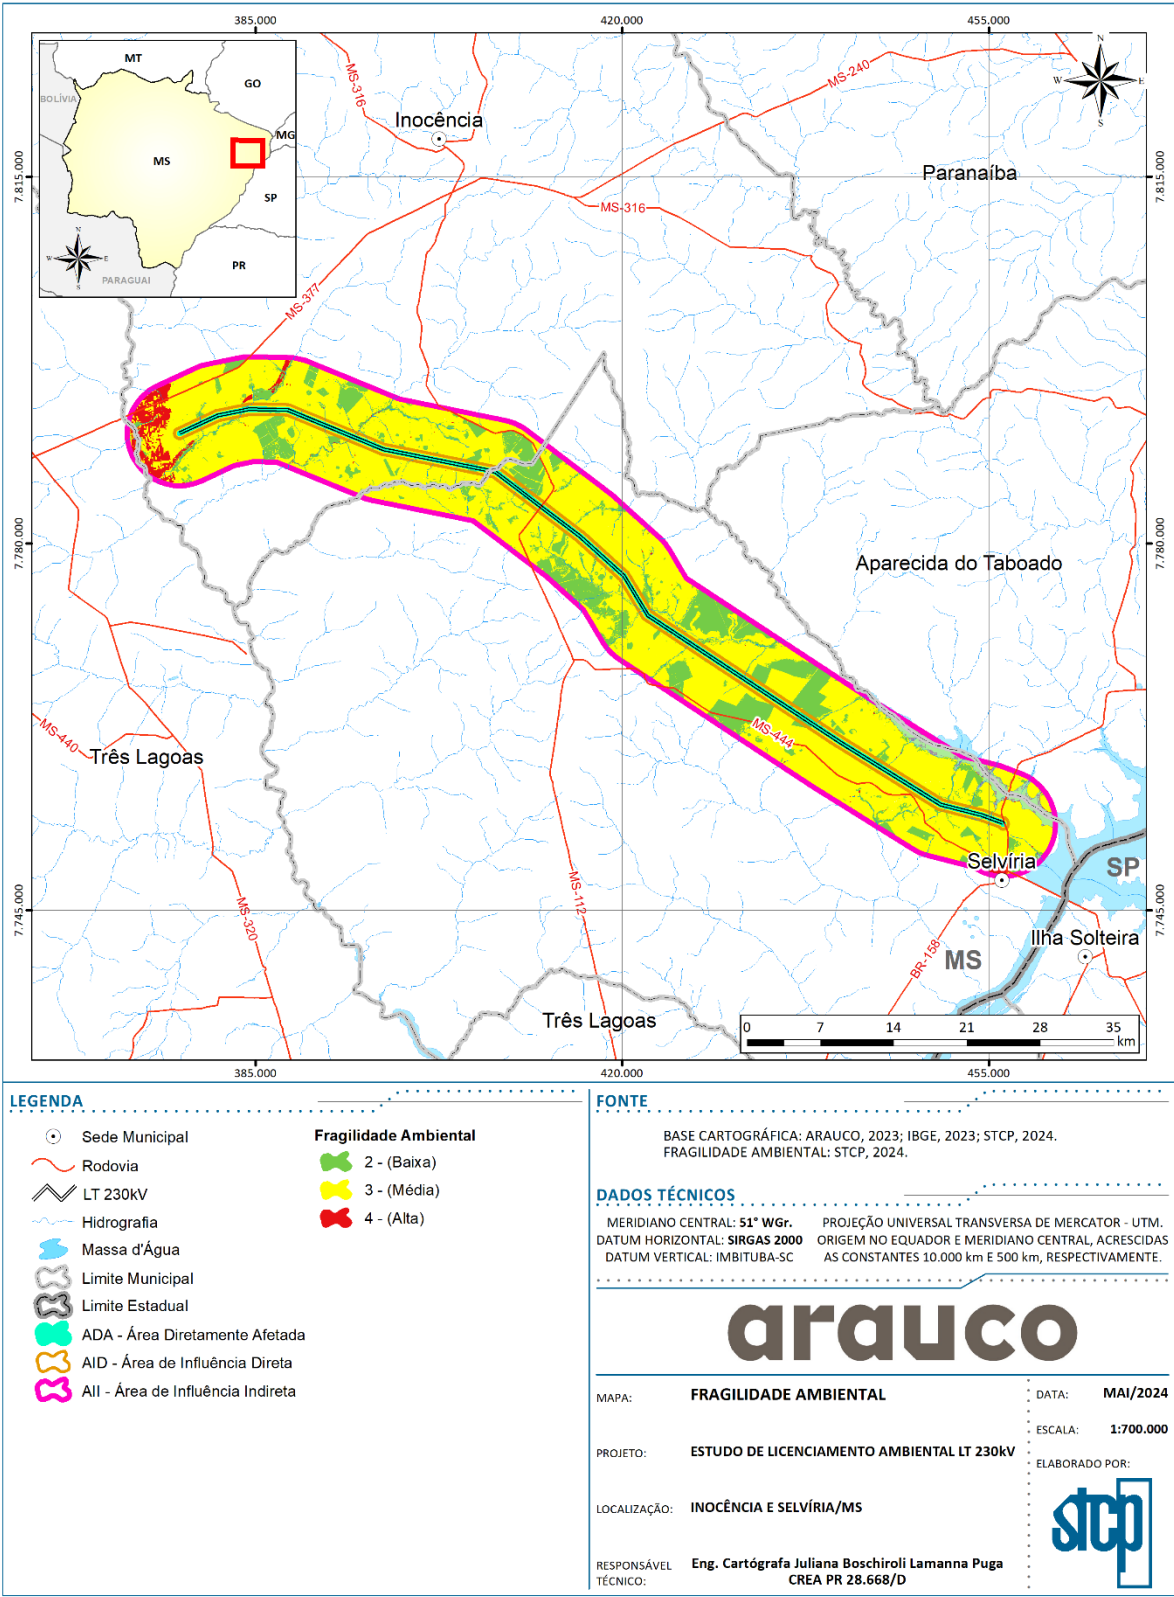 385.000
420.000
455.000
7.815.000
7.780.000
7.745.000
7.815.000
7.780.000
7.745.000
385.000
420.000
455.000
MT
GO
BOLÍVIA
MG
MS
SP
PR
PARAGUAI
N
W
E
S
N
W
E
S
MS-316
Inocência
MS-240
Paranaíba
MS-316
MS-377
Aparecida do Taboado
MS-440
Três Lagoas
MS-444
MS-320
MS-112
Selvíria
SP
BR-158
MS
Ilha Solteira
Três Lagoas
0 7 14 21 28 35
km
LEGENDA
Sede Municipal
Rodovia
LT 230kV
Hidrografia
Massa d'Água
Limite Municipal
Limite Estadual
ADA - Área Diretamente Afetada
AID - Área de Influência Direta
AII - Área de Influência Indireta
Fragilidade Ambiental
2 - (Baixa)
3 - (Média)
4 - (Alta)
FONTE
BASE CARTOGRÁFICA: ARAUCO, 2023; IBGE, 2023; STCP, 2024.
FRAGILIDADE AMBIENTAL: STCP, 2024.
DADOS TÉCNICOS
MERIDIANO CENTRAL: 51° WGr.
DATUM HORIZONTAL: SIRGAS 2000
DATUM VERTICAL: IMBITUBA-SC
PROJEÇÃO UNIVERSAL TRANSVERSA DE MERCATOR - UTM.
ORIGEM NO EQUADOR E MERIDIANO CENTRAL, ACRESCIDAS
AS CONSTANTES 10.000 km E 500 km, RESPECTIVAMENTE.
arauco
MAPA: FRAGILIDADE AMBIENTAL
DATA: MAI/2024
ESCALA: 1:700.000
PROJETO: ESTUDO DE LICENCIAMENTO AMBIENTAL LT 230kV
ELABORADO POR:
stcp
LOCALIZAÇÃO: INOCÊNCIA E SELVÍRIA/MS
RESPONSÁVEL
TÉCNICO:
Eng. Cartógrafa Juliana Boschiroli Lamanna Puga
CREA PR 28.668/D